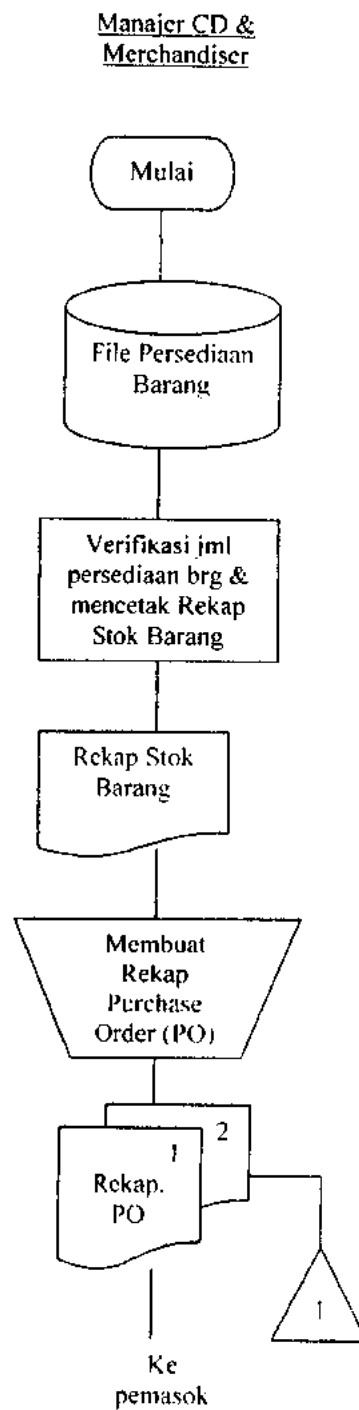 Manajer CD &
Merchandiser
Mulai
File Persediaan
Barang
Verifikasi jml
persediaan brg &
mencetak Rekap
Stok Barang
Rekap Stok
Barang
Membuat
Rekap
Purchase
Order (PO)
2
1
Rekap.
PO
1
Ke
pemasok